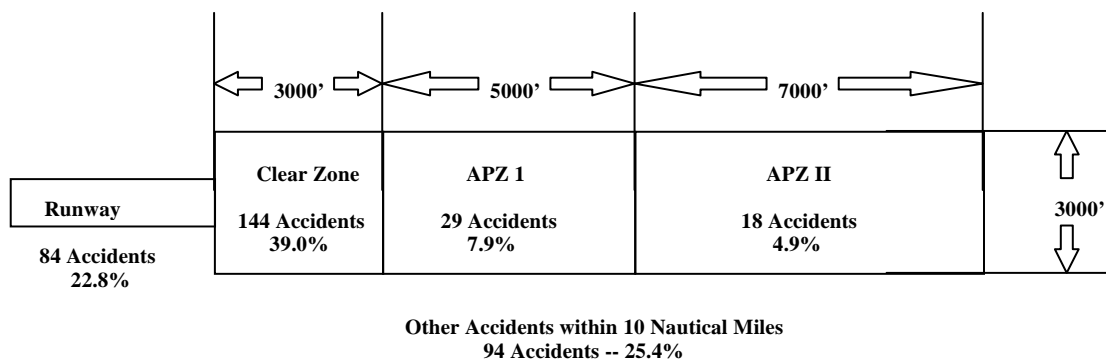 3000’
5000’
7000’
Clear Zone
APZ 1
APZ II
Runway
144 Accidents
29 Accidents
18 Accidents
3000’
39.0%
7.9%
4.9%
84 Accidents
22.8%
Other Accidents within 10 Nautical Miles
94 Accidents -- 25.4%